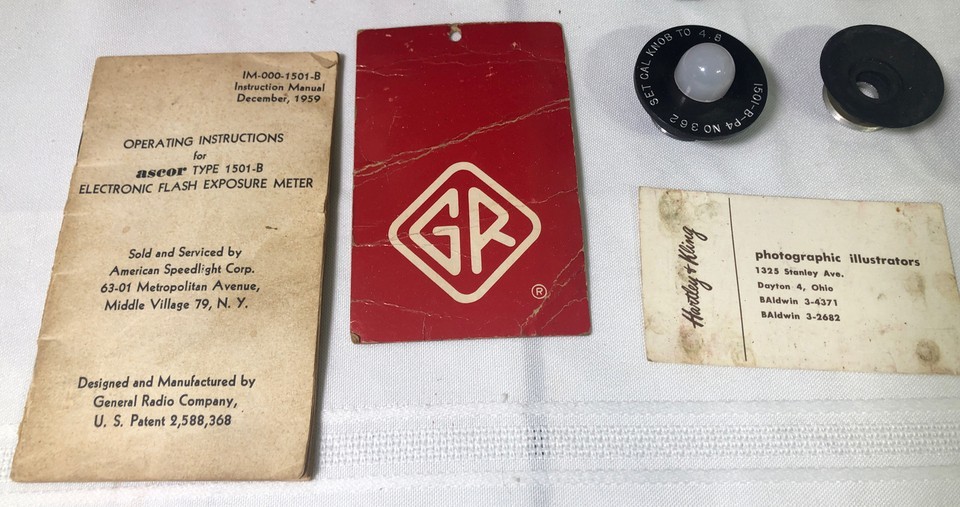 IM-000-1501-B
Instruction Manual
December, 1959
OPERATING INSTRUCTIONS
for
ascor TYPE 1501-B
ELECTRONIC FLASH EXPOSURE METER
Sold and Serviced by
American Speedlight Corp.
63-01 Metropolitan Avenue,
Middle Village 79, N. Y.
Designed and Manufactured by
General Radio Company,
U. S. Patent 2,588,368
GR
®
SET CAL KNOB TO 4.8
1501-B-P4 NO 362
Hartley + Kling
photographic illustrators
1325 Stanley Ave.
Dayton 4, Ohio
BAldwin 3-4371
BAldwin 3-2682